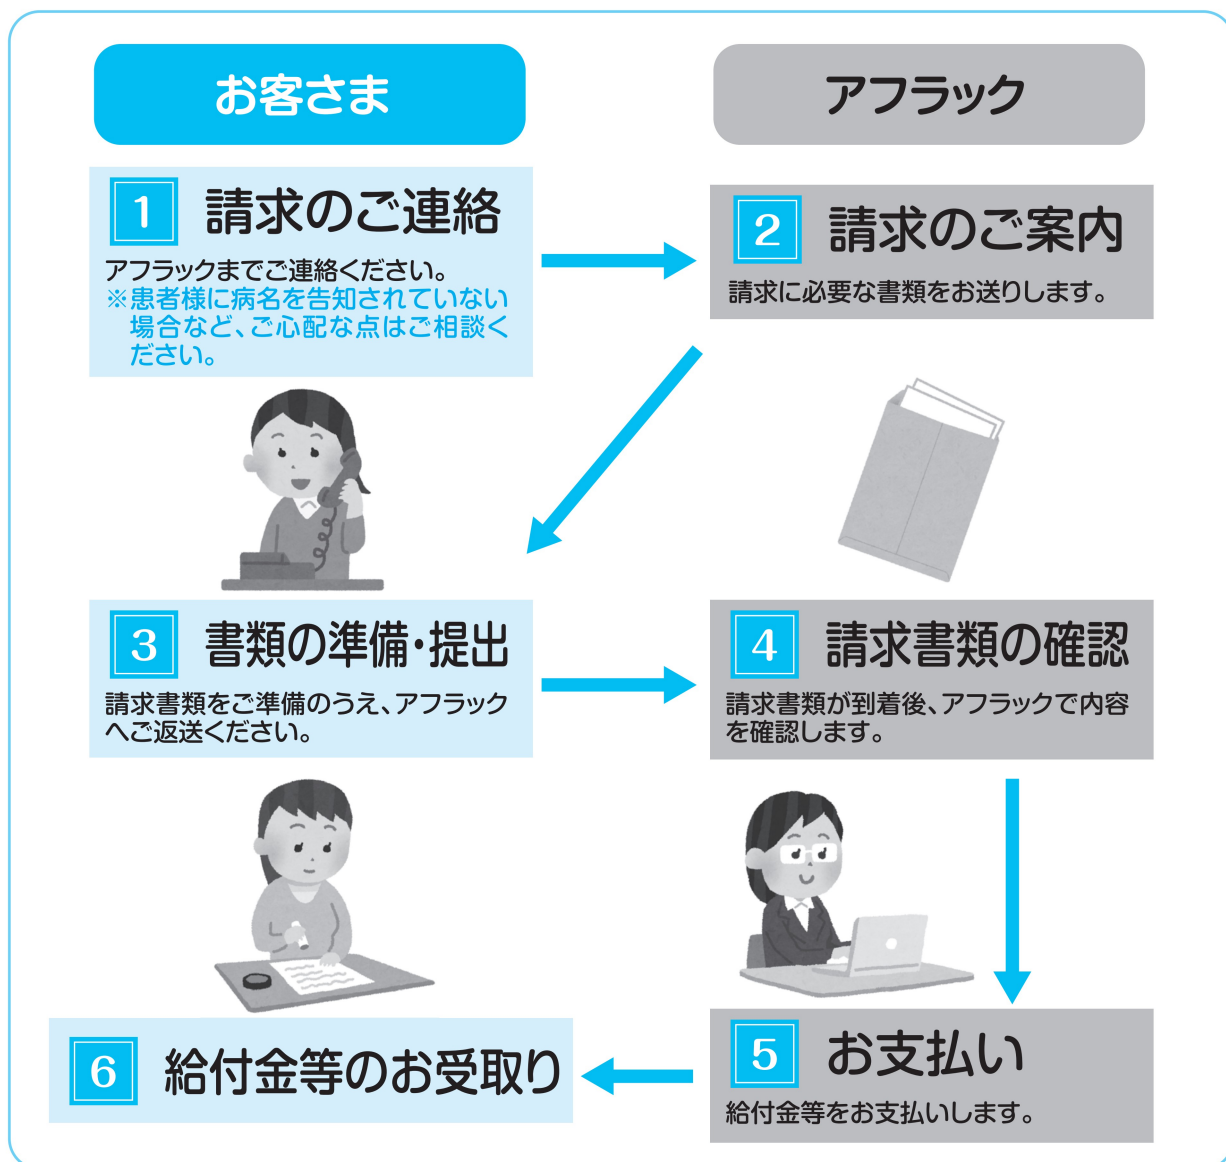 お客さま
アフラック
1 請求のご連絡
アフラックまでご連絡ください。
※患者様に病名を告知されていない
場合など、ご心配な点はご相談く
ださい。
2 請求のご案内
請求に必要な書類をお送りします。
3 書類の準備・提出
請求書類をご準備のうえ、アフラック
へご返送ください。
4 請求書類の確認
請求書類が到着後、アフラックで内容
を確認します。
5 お支払い
給付金等をお支払いします。
6 給付金等のお受取り